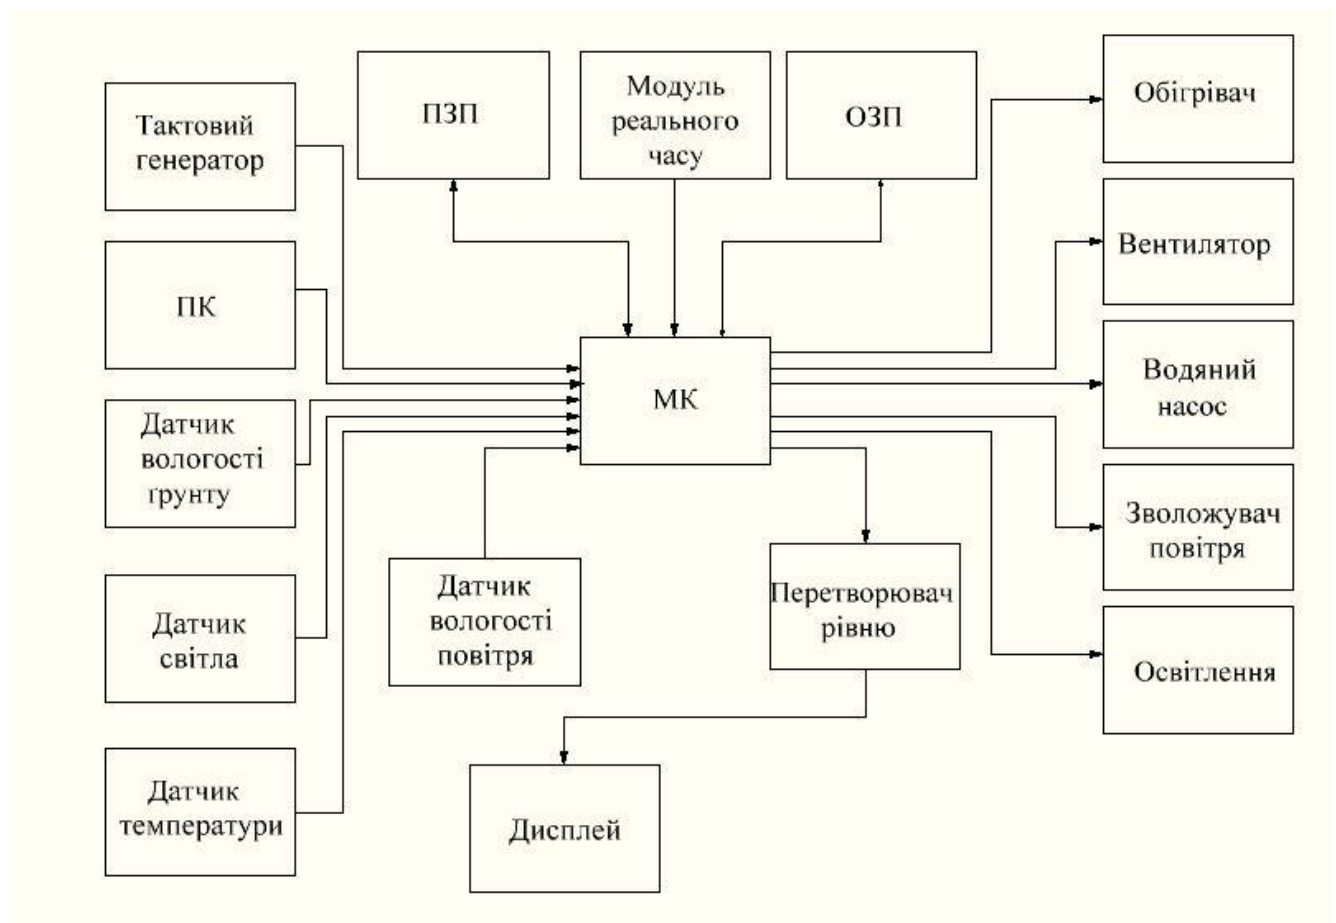 Тактовий
генератор
ПЗП
Модуль
реального
часу
ОЗП
Обігрівач
ПК
Вентилятор
МК
Водяний
насос
Датчик
вологості
ґрунту
Зволожувач
повітря
Датчик
світла
Датчик
вологості
повітря
Перетворювач
рівню
Освітлення
Датчик
температури
Дисплей